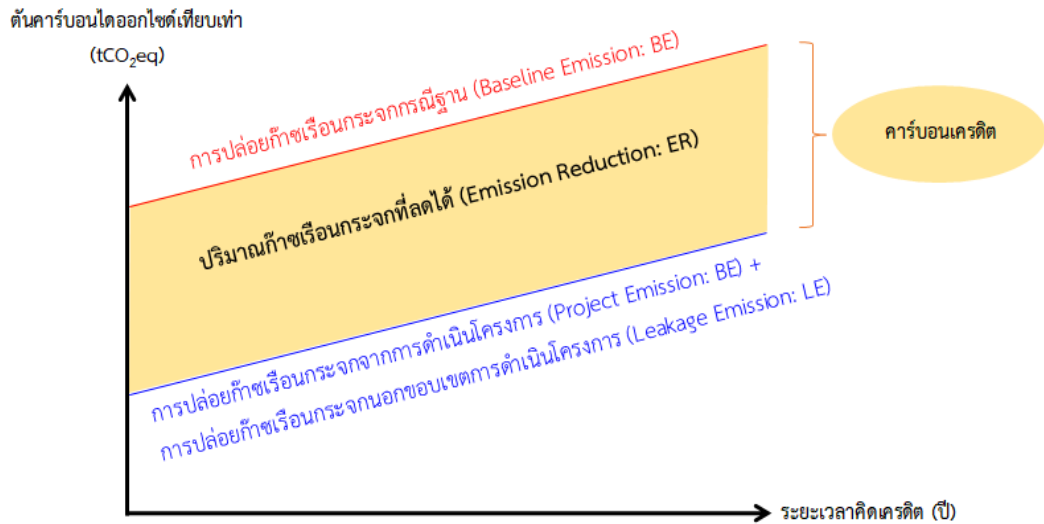 ตันคาร์บอนไดออกไซด์เทียบเท่า
(tCO₂eq)
การปล่อยก๊าซเรือนกระจกกรณีฐาน (Baseline Emission: BE)
คาร์บอนเครดิต
ปริมาณก๊าซเรือนกระจกที่ลดได้ (Emission Reduction: ER)
การปล่อยก๊าซเรือนกระจกจากการดำเนินโครงการ (Project Emission: BE) +
การปล่อยก๊าซเรือนกระจกนอกขอบเขตการดำเนินโครงการ (Leakage Emission: LE)
ระยะเวลาคิดเครดิต (ปี)